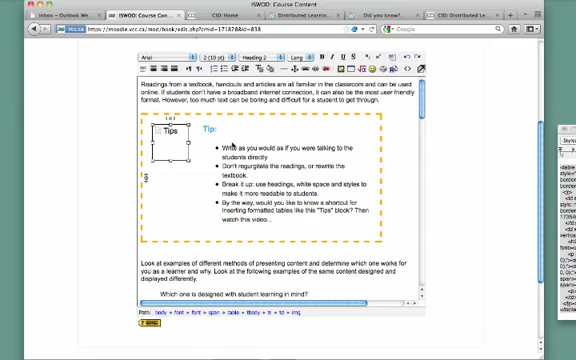 ISWOD: Course Content
Inbox – Outlook We
ISWOD: Course Conten
CID: Home
Distributed Learnin
Did you know?
CID: Distributed Learn
vcc.ca
https://moodle.vcc.ca/mod/book/edit.php?cmid=171828&id=838
Arial
2 (10 pt)
Heading 2
Lang
B I U S
Readings from a textbook, handouts and articles are all familiar in the classroom and can be used
online. If students don't have a broadband internet connection, it can also be the most user friendly
format. However, too much text can be boring and difficult for a student to get through.
Tips
Tip:
Write as you would as if you were talking to the
students directly
Don't regurgitate the readings, or rewrite the
textbook.
Break it up: use headings, white space and styles to
make it more readable to students.
By the way, would you like to know a shortcut for
inserting formatted tables like this "Tips" block? Then
watch this video...
Look at examples of different methods of presenting content and determine which one works for
you as a learner and why. Look at the following examples of the same content designed and
displayed differently.
Which one is designed with student learning in mind?
Path: body » font » font » span » table » tbody » tr » td » img
<table
style="
border